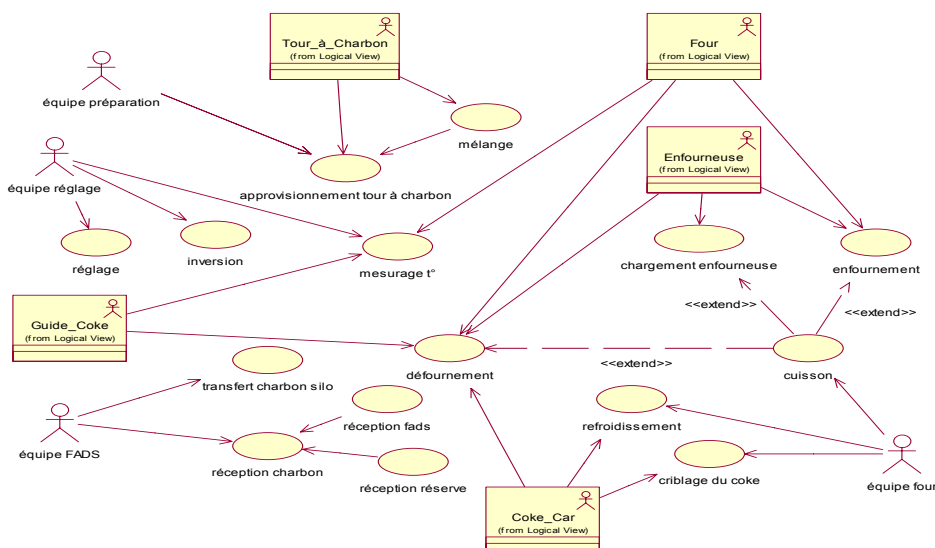 Tour_à_Charbon
(from Logical View)
Four
(from Logical View)
équipe préparation
mélange
Enfourneuse
(from Logical View)
équipe réglage
approvisionnement tour à charbon
réglage
inversion
mesurage t°
chargement enfourneuse
enfournement
<<extend>>
<<extend>>
Guide_Coke
(from Logical View)
défournement
<<extend>>
cuisson
transfert charbon silo
réception fads
refroidissement
équipe FADS
réception charbon
réception réserve
criblage du coke
équipe four
Coke_Car
(from Logical View)